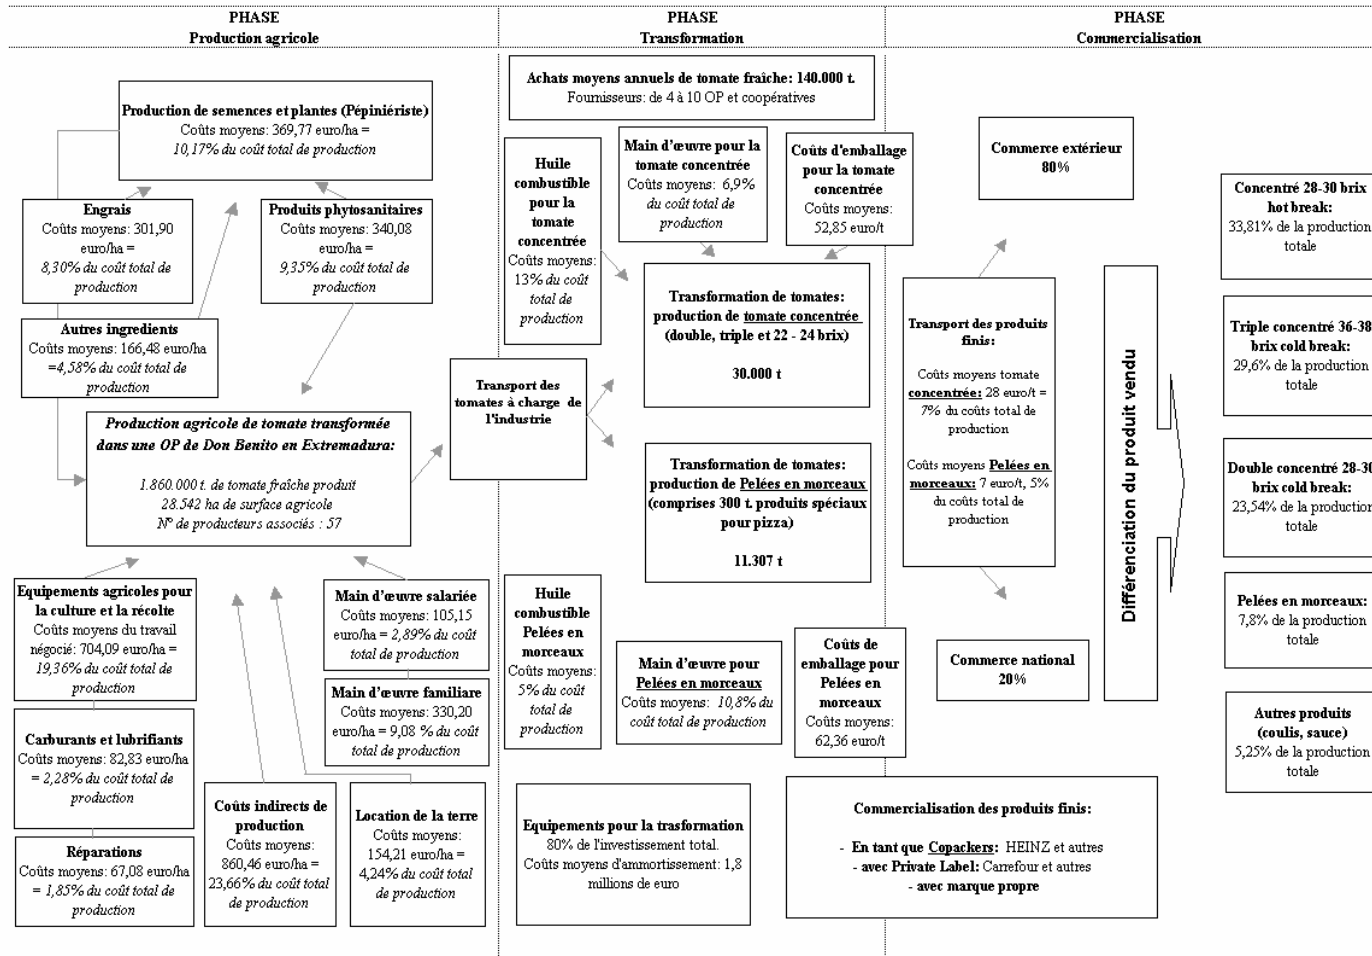 PHASE
Production agricole
PHASE
Transformation
PHASE
Commercialisation
Production de semences et plantes (Pépiniériste)
Coûts moyens: 369,77 euro/ha =
10,17% du coût total de production
Engrais
Coûts moyens: 301,90
euro/ha =
8,30% du coût total de
production
Produits phytosanitaires
Coûts moyens: 340,08
euro/ha =
9,35% du coût total de
production
Autres ingredients
Coûts moyens: 166,48 euro/ha
=4,58% du coût total de
production
Production agricole de tomate transformée
dans une OP de Don Benito en Extremadura:
1.860.000 t. de tomate fraîche produit
28.542 ha de surface agricole
N° de producteurs associés : 57
Equipements agricoles pour
la culture et la récolte
Coûts moyens du travail
négocié: 704,09 euro/ha =
19,36% du coût total de
production
Carburants et lubrifiants
Coûts moyens: 82,83 euro/ha
= 2,28% du coût total de
production
Réparations
Coûts moyens: 67,08 euro/ha
= 1,85% du coût total de
production
Main d'œuvre salariée
Coûts moyens: 105,15
euro/ha = 2,89% du coût
total de production
Main d'œuvre familiare
Coûts moyens: 330,20
euro/ha = 9,08 % du coût
total de production
Coûts indirects de
production
Coûts moyens:
860,46 euro/ha =
23,66% du coût total
de production
Location de la terre
Coûts moyens:
154,21 euro/ha =
4,24% du coût total
de production
Transport des
tomates à charge de
l'industrie
Achats moyens annuels de tomate fraîche: 140.000 t.
Fournisseurs: de 4 à 10 OP et coopératives
Huile
combustible
pour la
tomate
concentrée
Coûts moyens:
13% du coût
total de
production
Main d'œuvre pour la
tomate concentrée
Coûts moyens: 6,9%
du coût total de
production
Coûts d'emballage
pour la tomate
concentrée
Coûts moyens:
52,85 euro/t
Transformation de tomates:
production de tomate concentrée
(double, triple et 22 - 24 brix)
30.000 t
Transformation de tomates:
production de Pelées en morceaux
(comprises 300 t. produits spéciaux
pour pizza)
11.307 t
Huile
combustible
Pelées en
morceaux
Coûts moyens:
5% du coût
total de
production
Main d'œuvre pour
Pelées en morceaux
Coûts moyens: 10,8% du
coût total de production
Coûts de
emballage pour
Pelées en
morceaux
Coûts moyens:
62,36 euro/t
Equipements pour la trasformation
80% de l'investissement total.
Coûts moyens d'ammortissement: 1,8
millions de euro
Commerce extérieur
80%
Transport des produits
finis:
Coûts moyens tomate
concentrée: 28 euro/t =
7% du coûts total de
production
Coûts moyens Pelées en
morceaux: 7 euro/t, 5%
du coûts total de
production
Commerce national
20%
Différenciation du produit vendu
Concentré 28-30 brix
hot break:
33,81% de la production
totale
Triple concentré 36-38
brix cold break:
29,6% de la production
totale
Double concentré 28-30
brix cold break:
23,54% de la production
totale
Pelées en morceaux:
7,8% de la production
totale
Autres produits
(coulis, sauce)
5,25% de la production
totale
Commercialisation des produits finis:
- En tant que Copackers: HEINZ et autres
- avec Private Label: Carrefour et autres
- avec marque propre